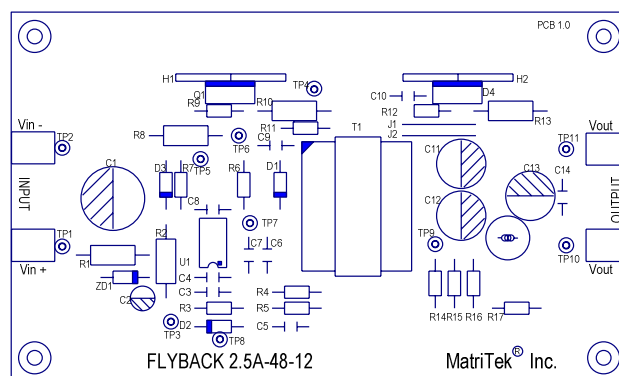 PCB 1.0
H1
Q1
R9
TP4
R10
R11
C9
C10
R12
H2
D4
R13
J1
J2
T1
Vin -
TP2
R8
TP6
TP5
C1
D3
R7
R6
D1
C8
C11
C12
C13
C14
TP11
Vout
INPUT
OUTPUT
TP1
Vin +
R1
R2
U1
TP7
C7
C6
TP9
TP10
Vout
ZD1
C2
C4
C3
R3
D2
TP3
TP8
R4
R5
C5
R14
R15
R16
R17
FLYBACK 2.5A-48-12
MatriTek® Inc.